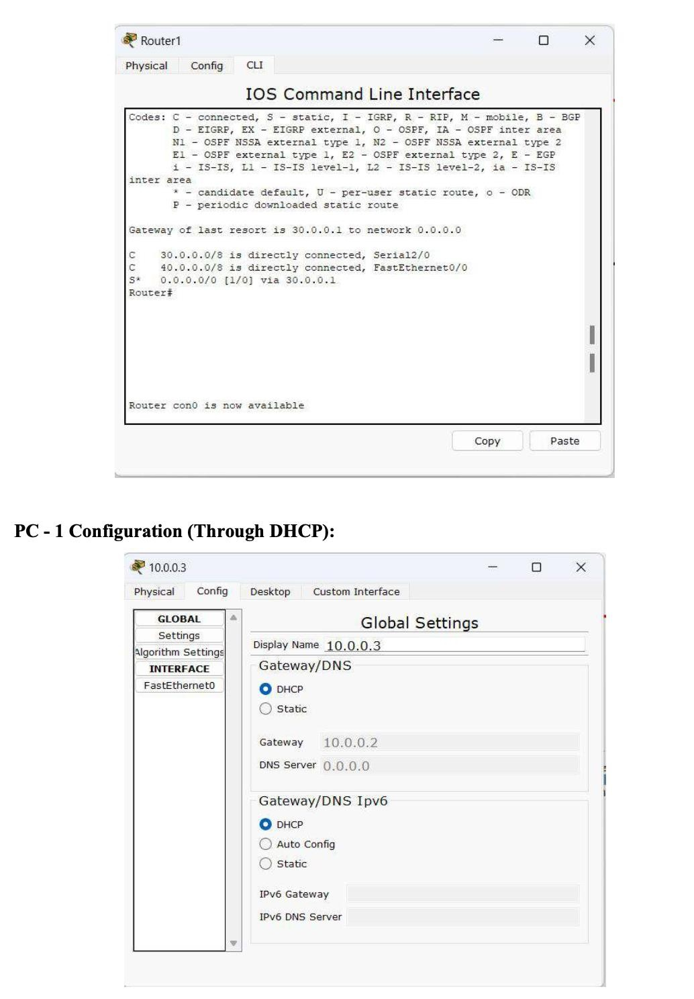 Router1
Physical Config CLI
IOS Command Line Interface
Codes: C - connected, S - static, I - IGRP, R - RIP, M - mobile, B - BGP
D - EIGRP, EX - EIGRP external, O - OSPF, IA - OSPF inter area
N1 - OSPF NSSA external type 1, N2 - OSPF NSSA external type 2
E1 - OSPF external type 1, E2 - OSPF external type 2, E - EGP
i - IS-IS, L1 - IS-IS level-1, L2 - IS-IS level-2, ia - IS-IS
inter area
* - candidate default, U - per-user static route, o - ODR
P - periodic downloaded static route
Gateway of last resort is 30.0.0.1 to network 0.0.0.0
C 30.0.0.0/8 is directly connected, Serial2/0
C 40.0.0.0/8 is directly connected, FastEthernet0/0
S* 0.0.0.0/0 [1/0] via 30.0.0.1
Router#
Router con0 is now available
Copy Paste
PC - 1 Configuration (Through DHCP):
10.0.0.3
Physical Config Desktop Custom Interface
GLOBAL
Settings
Algorithm Settings
INTERFACE
FastEthernet0
Global Settings
Display Name 10.0.0.3
Gateway/DNS
DHCP
Static
Gateway 10.0.0.2
DNS Server 0.0.0.0
Gateway/DNS Ipv6
DHCP
Auto Config
Static
IPv6 Gateway
IPv6 DNS Server